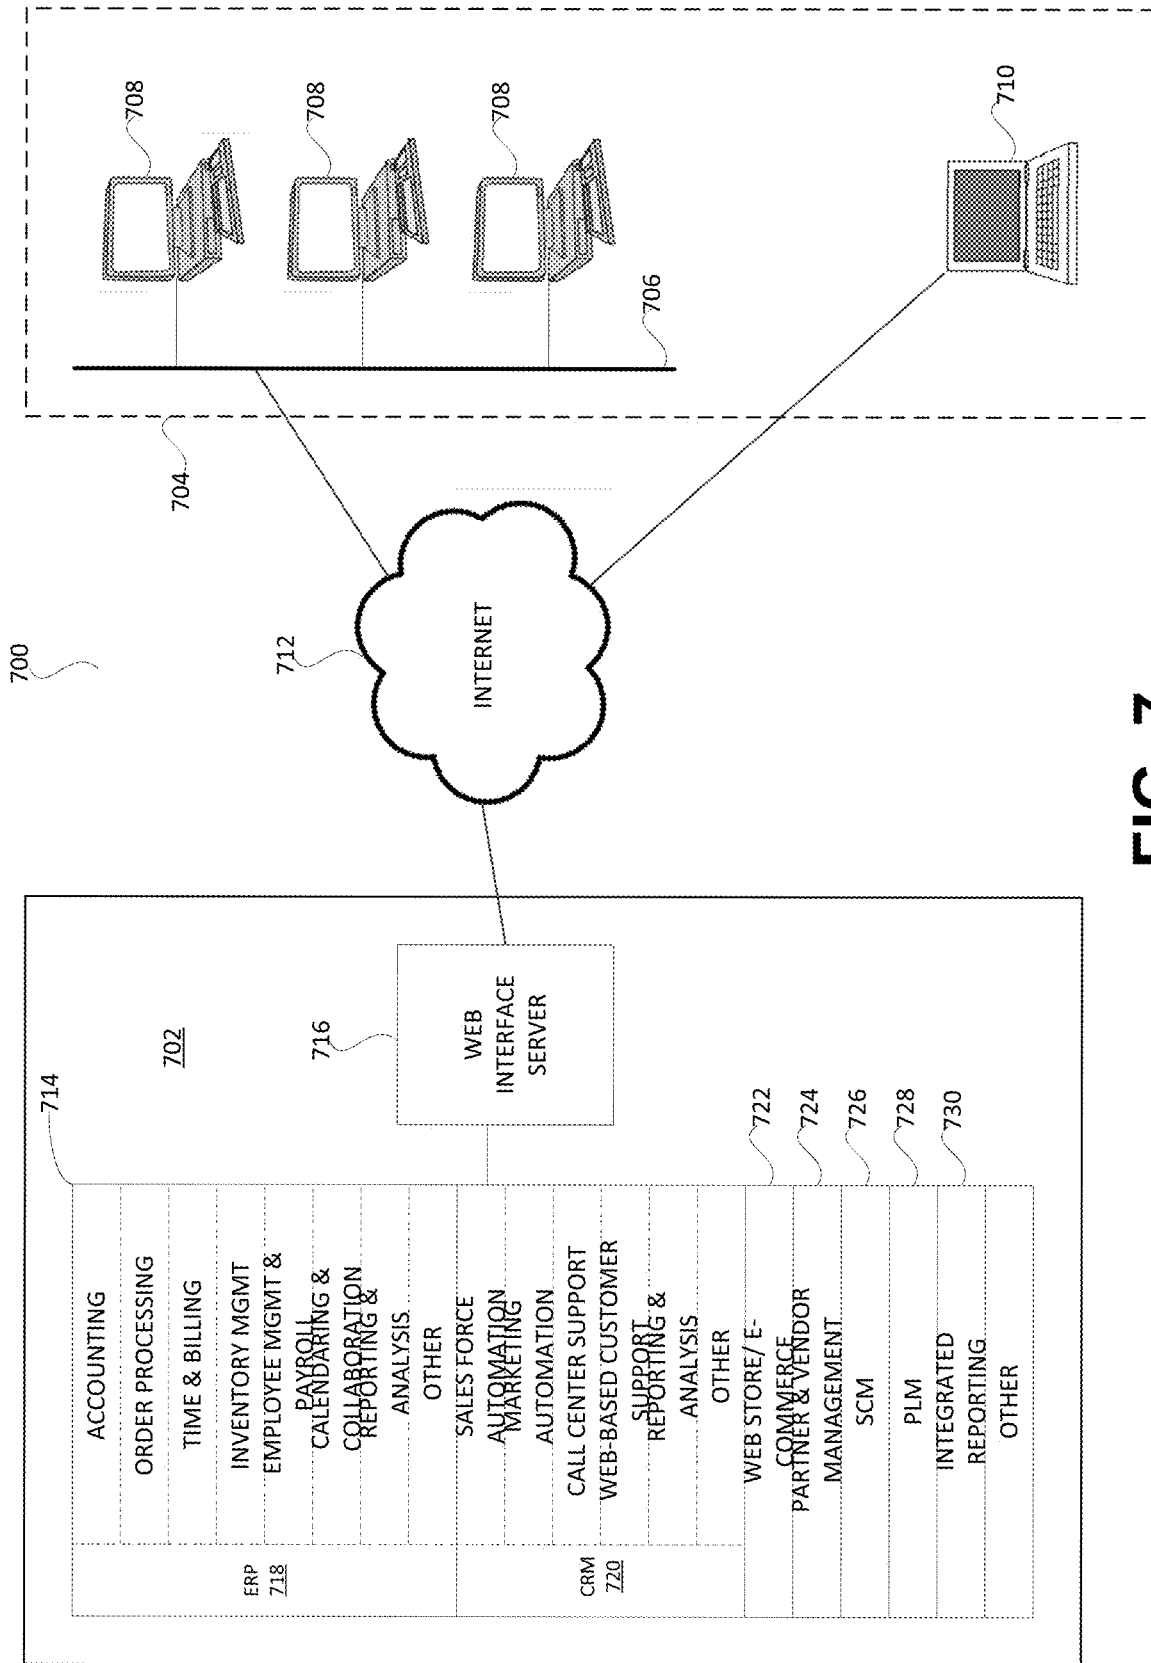 700
714
702
ERP
718
ACCOUNTING
ORDER PROCESSING
TIME & BILLING
INVENTORY MGMT
EMPLOYEE MGMT &
PAYROLL
CALENDARING &
COLLABORATION
REPORTING &
ANALYSIS
OTHER
CRM
720
SALES FORCE
AUTOMATION
MARKETING
AUTOMATION
CALL CENTER SUPPORT
WEB-BASED CUSTOMER
SUPPORT
REPORTING &
ANALYSIS
OTHER
WEB STORE/ E-
COMMERCE
722
PARTNER & VENDOR
MANAGEMENT
724
SCM
726
PLM
728
INTEGRATED
REPORTING
730
OTHER
716
WEB
INTERFACE
SERVER
712
INTERNET
704
708
708
708
706
710
FIG. 7